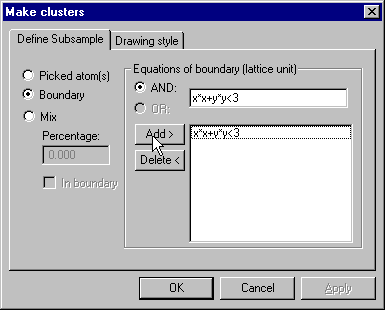 Make clusters
Define Subsample
Drawing style
Picked atom(s)
Boundary
Mix
Percentage:
0.000
In boundary
Equations of boundary (lattice unit)
AND:
OR:
x*x+y*y<3
Add >
Delete <
x*x+y*y<3
OK
Cancel
Apply